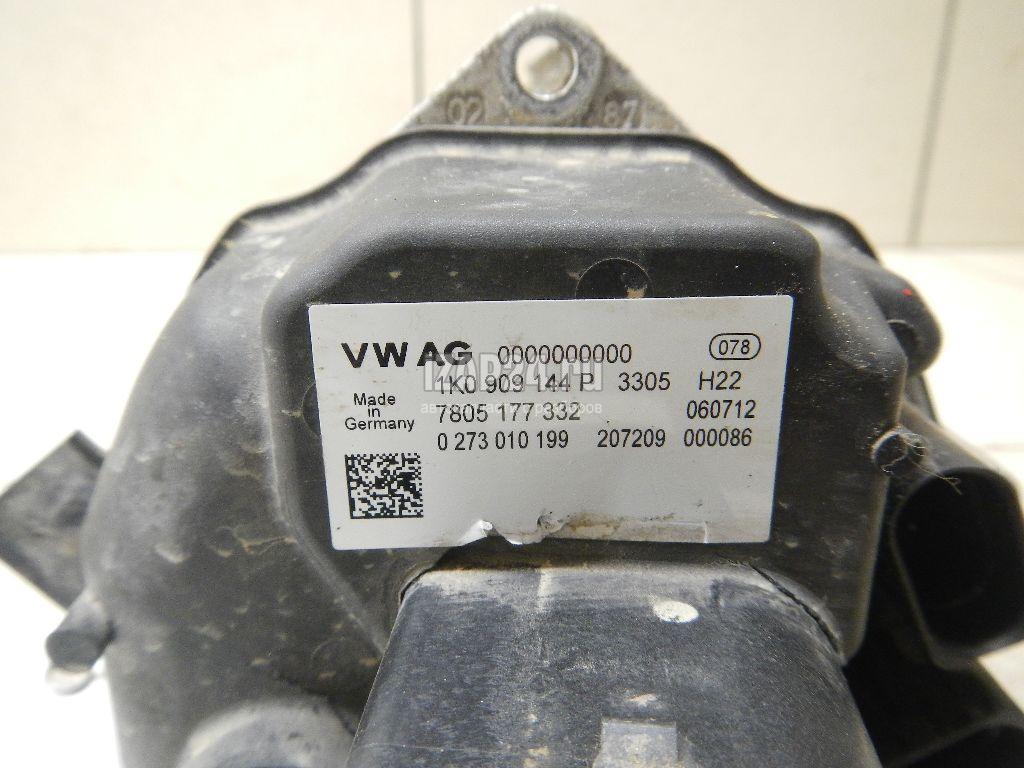 02 87
VW AG 0000000000 078
1K0 909 144 P 3305 H22
Made in Germany
7805 177 332 060712
0 273 010 199 207209 000086